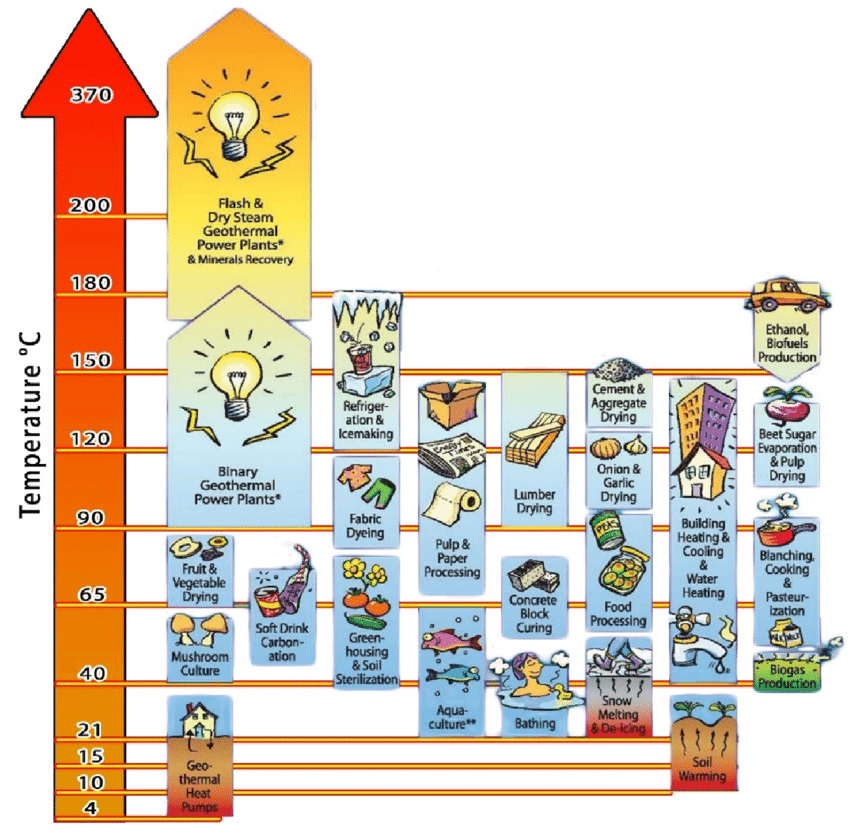 Temperature ºC
370
200
180
150
120
90
65
40
21
15
10
4
Flash &
Dry Steam
Geothermal
Power Plants*
& Minerals Recovery
Binary
Geothermal
Power Plants*
Fruit &
Vegetable
Drying
Mushroom
Culture
Geo-
thermal
Heat
Pumps
Soft Drink
Carbon-
ation
Refriger-
ation &
Icemaking
Fabric
Dyeing
Green-
housing
& Soil
Sterilization
Pulp &
Paper
Processing
Aqua-
culture**
Lumber
Drying
Concrete
Block
Curing
Bathing
Cement &
Aggregate
Drying
Onion &
Garlic
Drying
PEAS
Food
Processing
Snow
Melting
& De-icing
Building
Heating &
Cooling
&
Water
Heating
Soil
Warming
Ethanol,
Biofuels
Production
Beet Sugar
Evaporation
& Pulp
Drying
Blanching,
Cooking
&
Pasteur-
ization
Biogas
Production